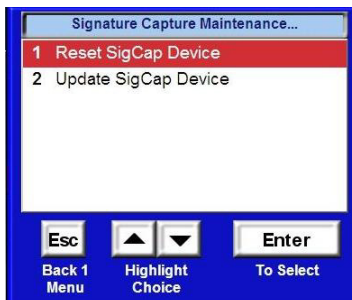 Signature Capture Maintenance...
1 Reset SigCap Device
2 Update SigCap Device
Esc
Enter
Back 1 Highlight To Select
Menu Choice